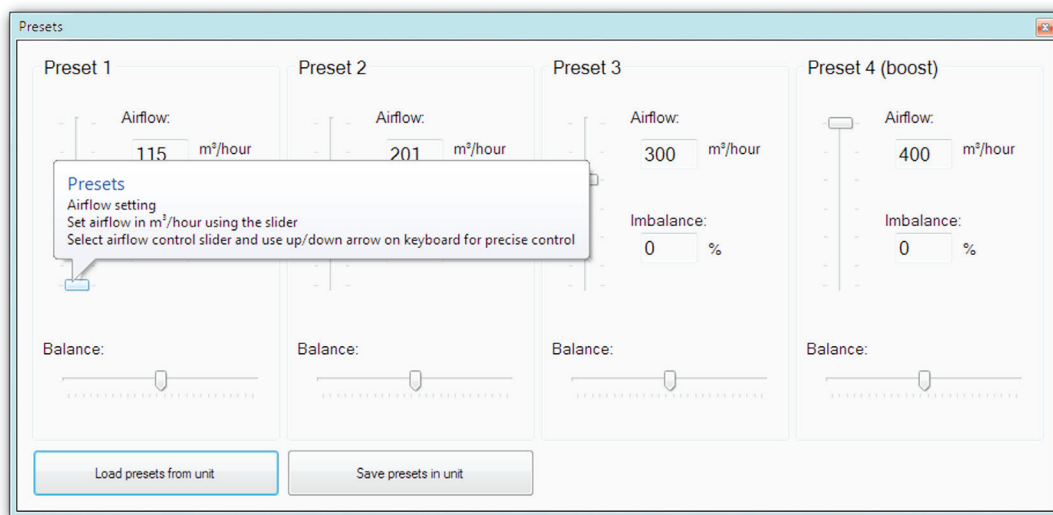 Presets
Preset 1
Airflow:
115 m³/hour
Balance:
Preset 2
Airflow:
201 m³/hour
Balance:
Preset 3
Airflow:
300 m³/hour
Imbalance:
0 %
Balance:
Preset 4 (boost)
Airflow:
400 m³/hour
Imbalance:
0 %
Balance:
Presets
Airflow setting
Set airflow in m³/hour using the slider
Select airflow control slider and use up/down arrow on keyboard for precise control
Load presets from unit
Save presets in unit